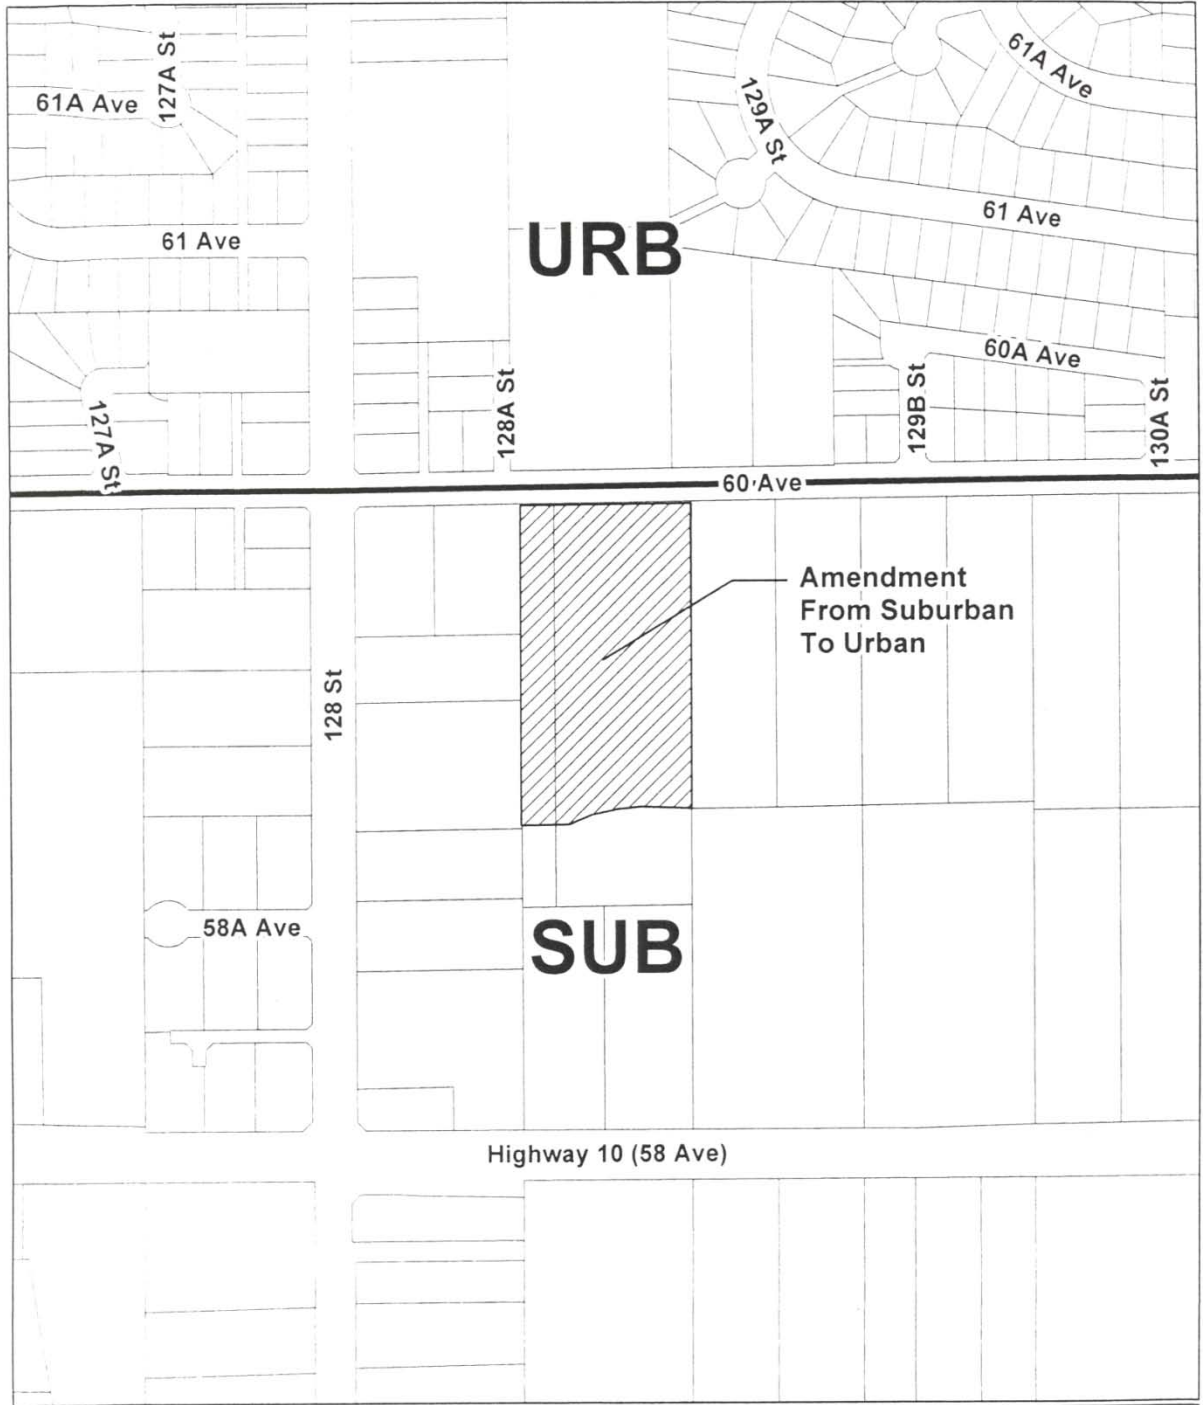 127A St
61A Ave
61A Ave
129A St
61 Ave
61 Ave
URB
60A Ave
127A St
128A St
129B St
130A St
60 Ave
Amendment
From Suburban
To Urban
128 St
58A Ave
SUB
Highway 10 (58 Ave)